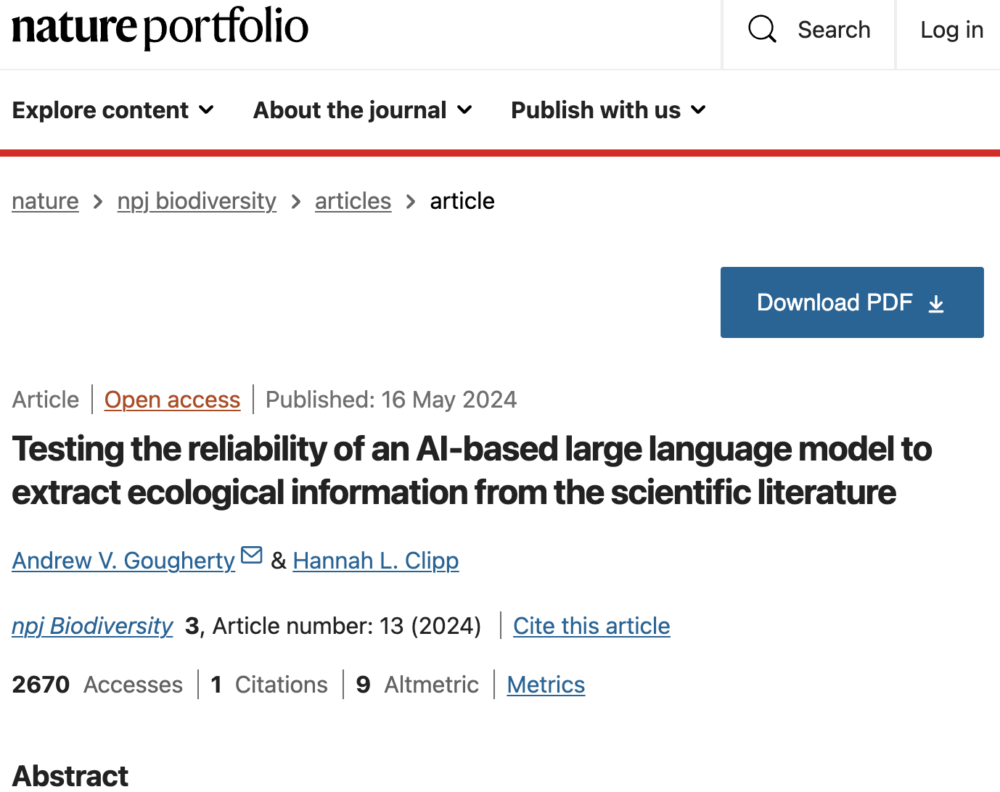 nature portfolio
Search
Log in
Explore content
About the journal
Publish with us
nature > npj biodiversity > articles > article
Download PDF
Article | Open access | Published: 16 May 2024
Testing the reliability of an AI-based large language model to
extract ecological information from the scientific literature
Andrew V. Gougherty & Hannah L. Clipp
npj Biodiversity 3, Article number: 13 (2024) | Cite this article
2670 Accesses | 1 Citations | 9 Altmetric | Metrics
Abstract